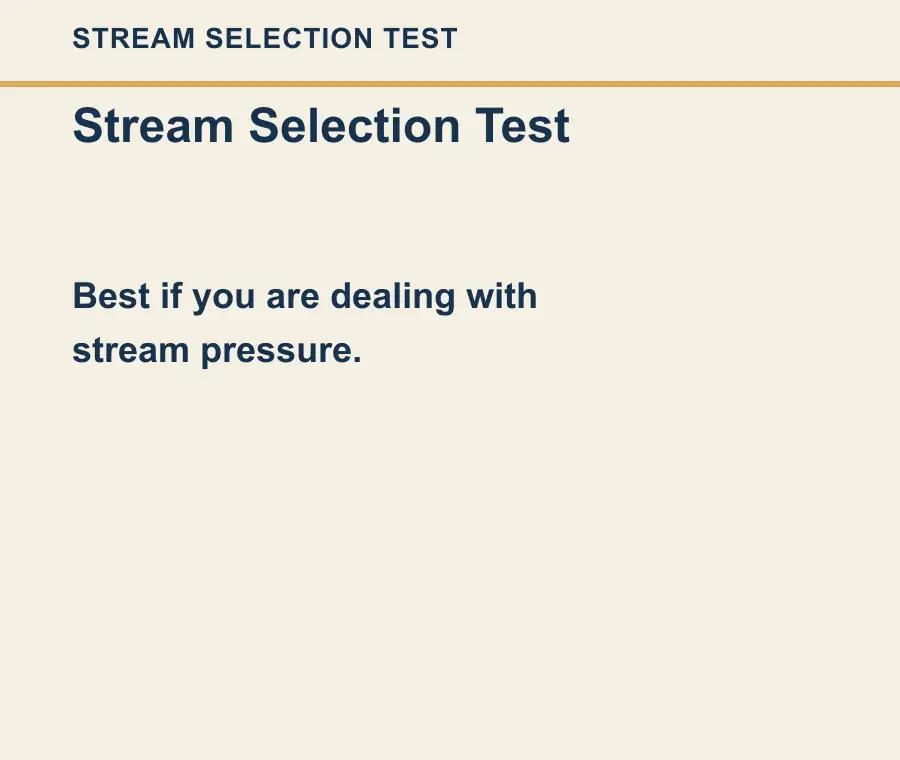 STREAM SELECTION TEST
Stream Selection Test
Best if you are dealing with
stream pressure.